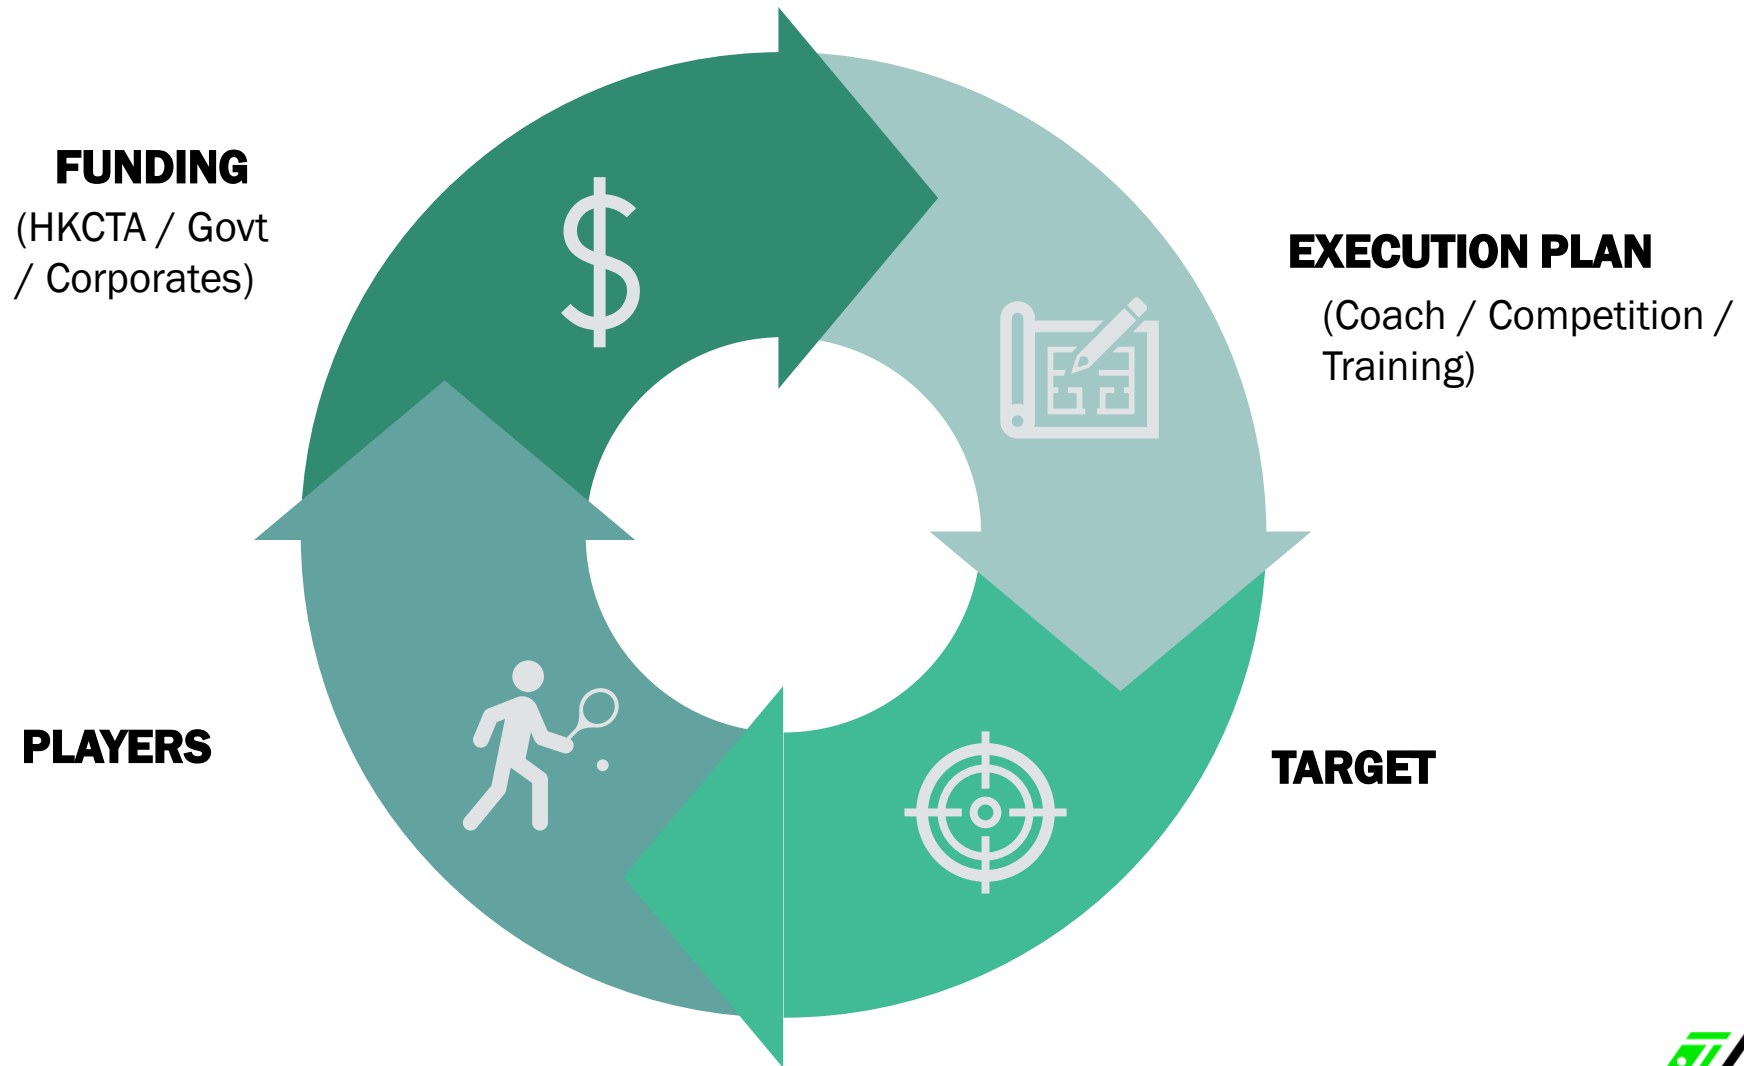 FUNDING
(HKCTA / Govt
/ Corporates)
EXECUTION PLAN
(Coach / Competition /
Training)
PLAYERS
TARGET